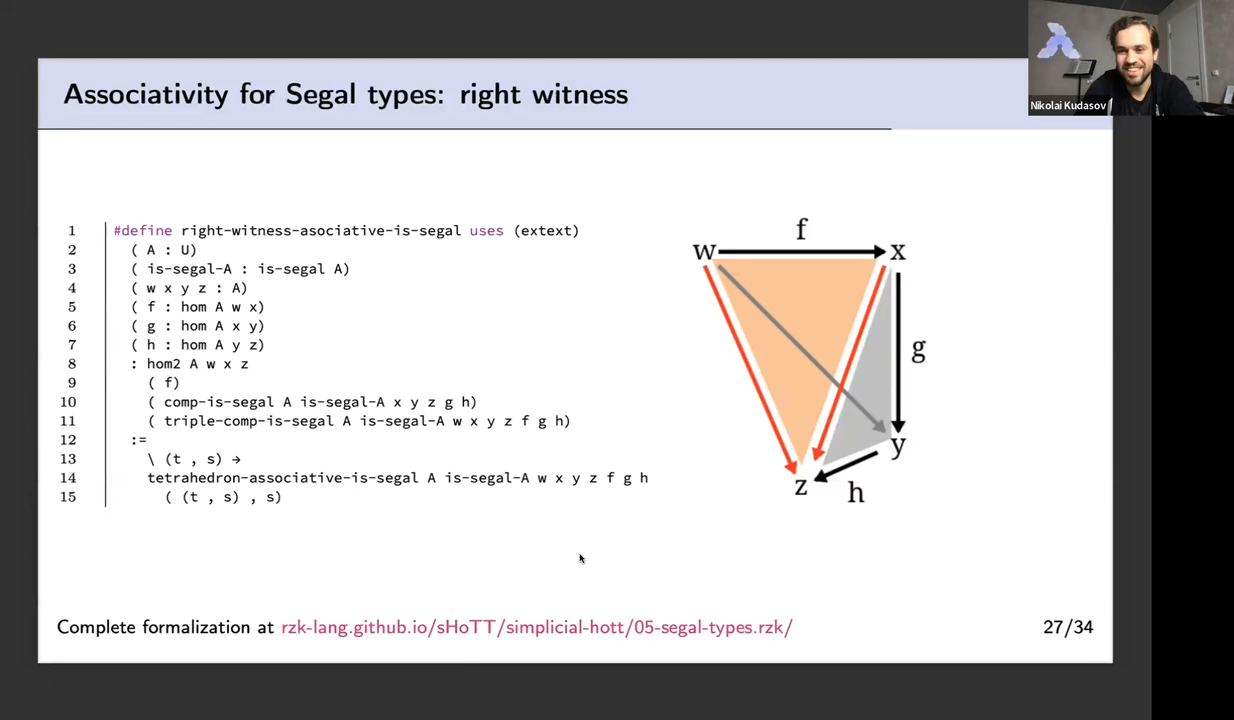 Associativity for Segal types: right witness
Nikolai Kudasov
1 #define right-witness-asociative-is-segal uses (extext)
2 ( A : U)
3 ( is-segal-A : is-segal A)
4 ( w x y z : A)
5 ( f : hom A w x)
6 ( g : hom A x y)
7 ( h : hom A y z)
8 : hom2 A w x z
9 ( f)
10 ( comp-is-segal A is-segal-A x y z g h)
11 ( triple-comp-is-segal A is-segal-A w x y z f g h)
12 :=
13 \ (t , s) →
14 tetrahedron-associative-is-segal A is-segal-A w x y z f g h
15 ( (t , s) , s)
f
w x
g
y
z h
Complete formalization at rzk-lang.github.io/sHoTT/simplicial-hott/05-segal-types.rzk/ 27/34